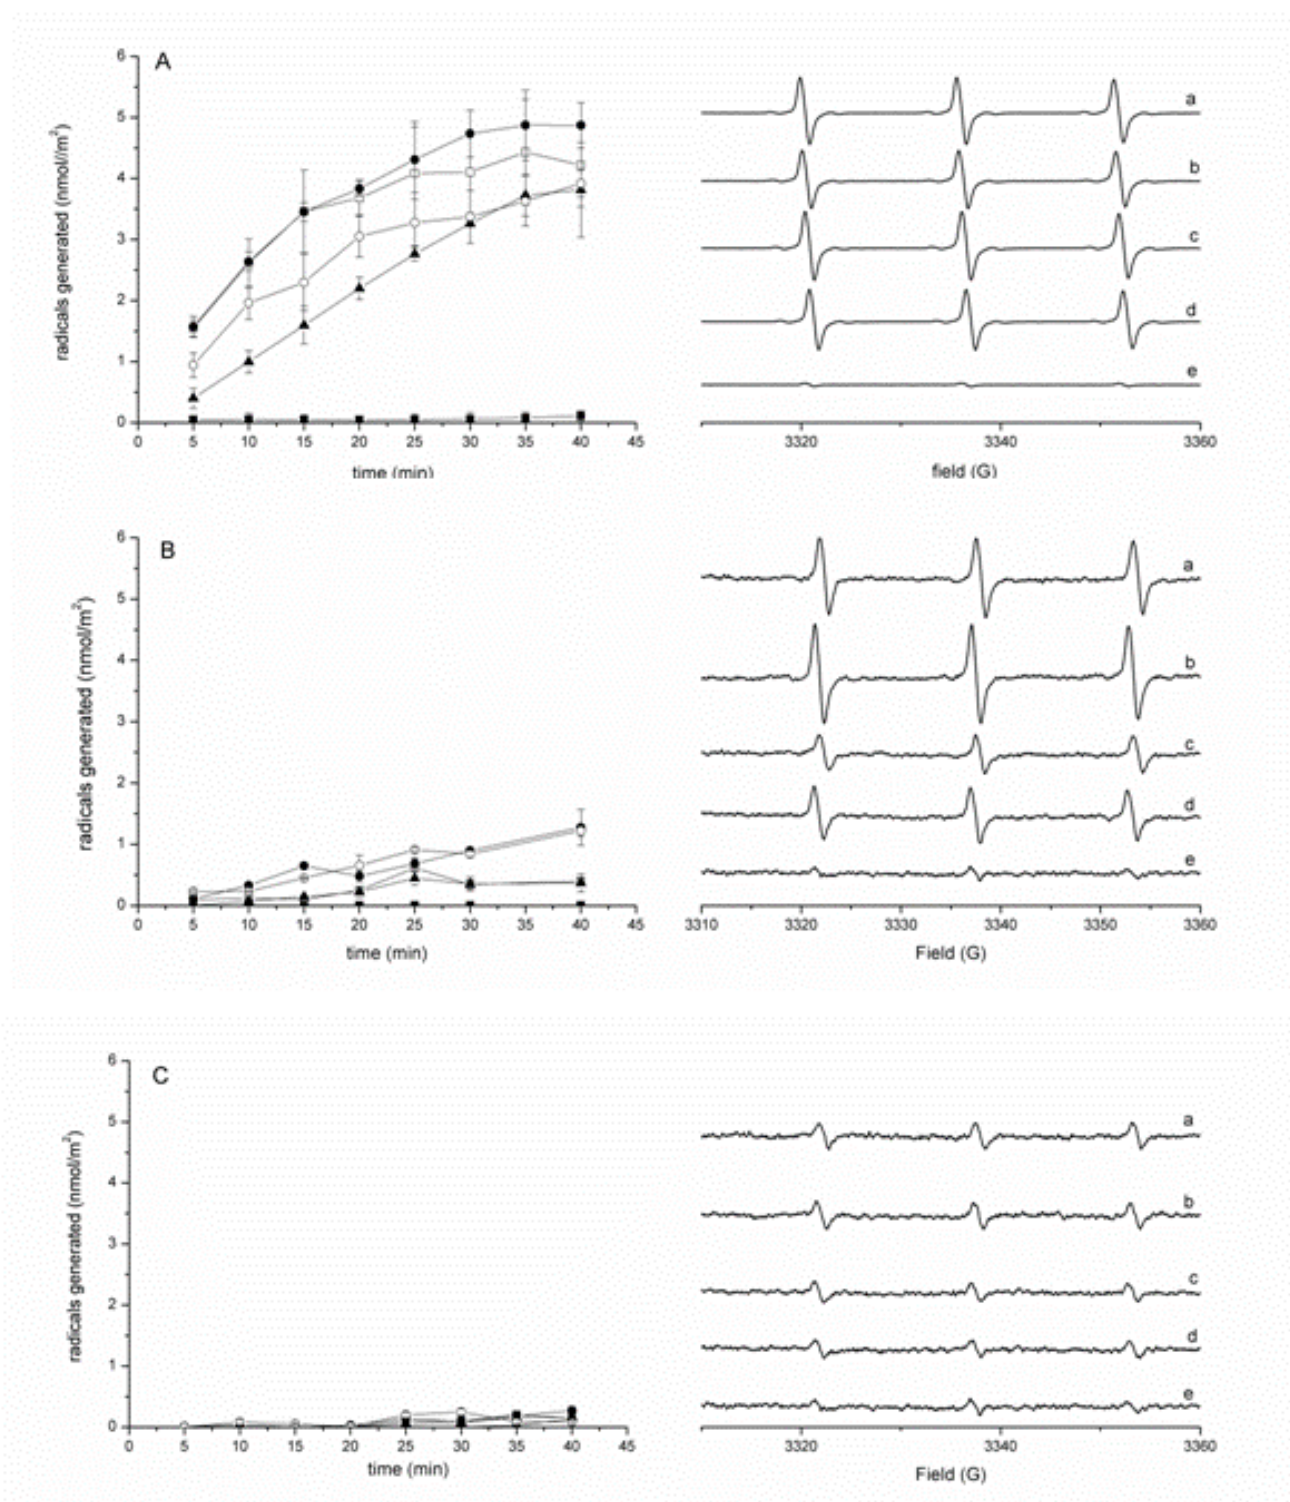 A
6
5
4
3
2
1
0
radicals generated (nmol//m²)
0 5 10 15 20 25 30 35 40 45
time (min)
a
b
c
d
e
3320 3340 3360
field (G)
B
6
5
4
3
2
1
0
radicals generated (nmol/m²)
0 5 10 15 20 25 30 35 40 45
time (min)
a
b
c
d
e
3310 3320 3330 3340 3350 3360
Field (G)
C
6
5
4
3
2
1
0
radicals generated (nmol/m²)
0 5 10 15 20 25 30 35 40 45
time (min)
a
b
c
d
e
3320 3340 3360
Field (G)